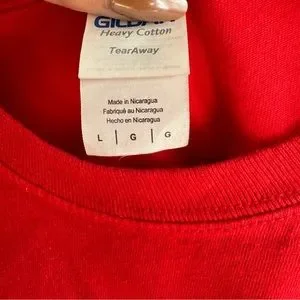 GILDAN
Heavy Cotton
TearAway
Made in Nicaragua
Fabriqué au Nicaragua
Hecho en Nicaragua
L | G | G